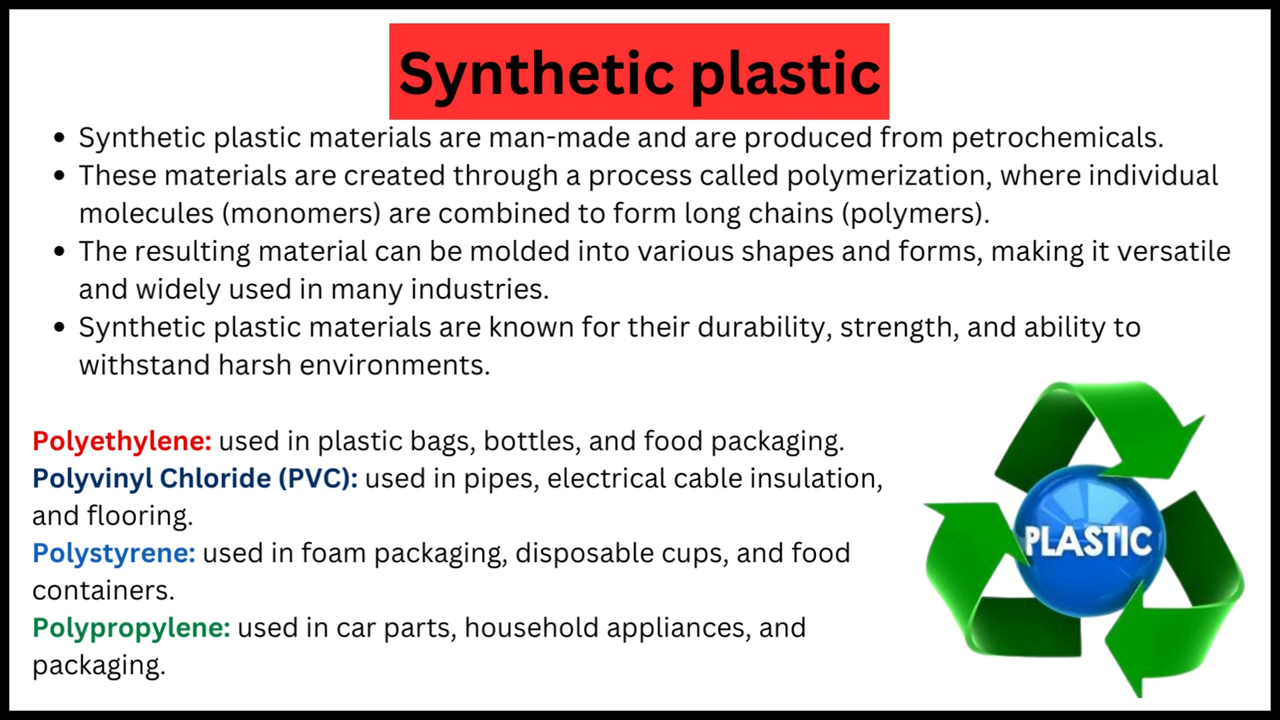 Synthetic plastic
• Synthetic plastic materials are man-made and are produced from petrochemicals.
• These materials are created through a process called polymerization, where individual
molecules (monomers) are combined to form long chains (polymers).
• The resulting material can be molded into various shapes and forms, making it versatile
and widely used in many industries.
• Synthetic plastic materials are known for their durability, strength, and ability to
withstand harsh environments.
Polyethylene: used in plastic bags, bottles, and food packaging.
Polyvinyl Chloride (PVC): used in pipes, electrical cable insulation,
and flooring.
Polystyrene: used in foam packaging, disposable cups, and food
containers.
Polypropylene: used in car parts, household appliances, and
packaging.
PLASTIC